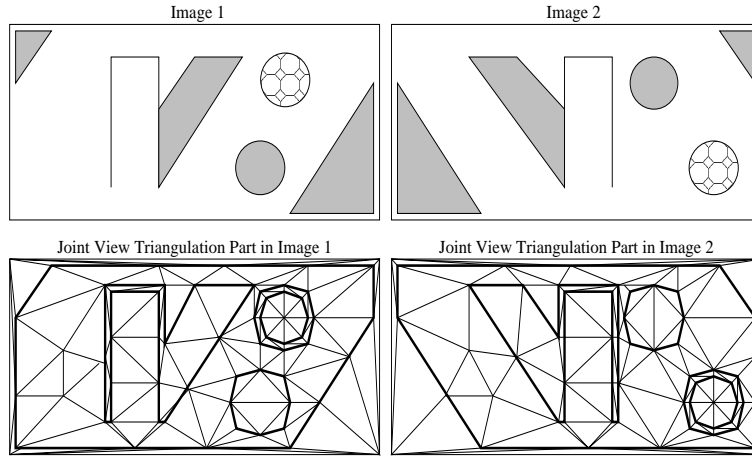 Image 1
Image 2
Joint View Triangulation Part in Image 1
Joint View Triangulation Part in Image 2